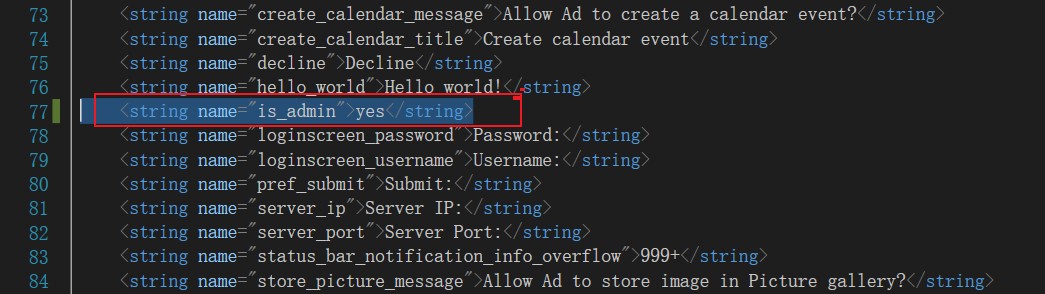 73 <string name="create_calendar_message">Allow Ad to create a calendar event?</string>
74 <string name="create_calendar_title">Create calendar event</string>
75 <string name="decline">Decline</string>
76 <string name="hello_world">Hello world!</string>
77 <string name="is_admin">yes</string>
78 <string name="loginscreen_password">Password:</string>
79 <string name="loginscreen_username">Username:</string>
80 <string name="pref_submit">Submit:</string>
81 <string name="server_ip">Server IP:</string>
82 <string name="server_port">Server Port:</string>
83 <string name="status_bar_notification_info_overflow">999+</string>
84 <string name="store_picture_message">Allow Ad to store image in Picture gallery?</string>